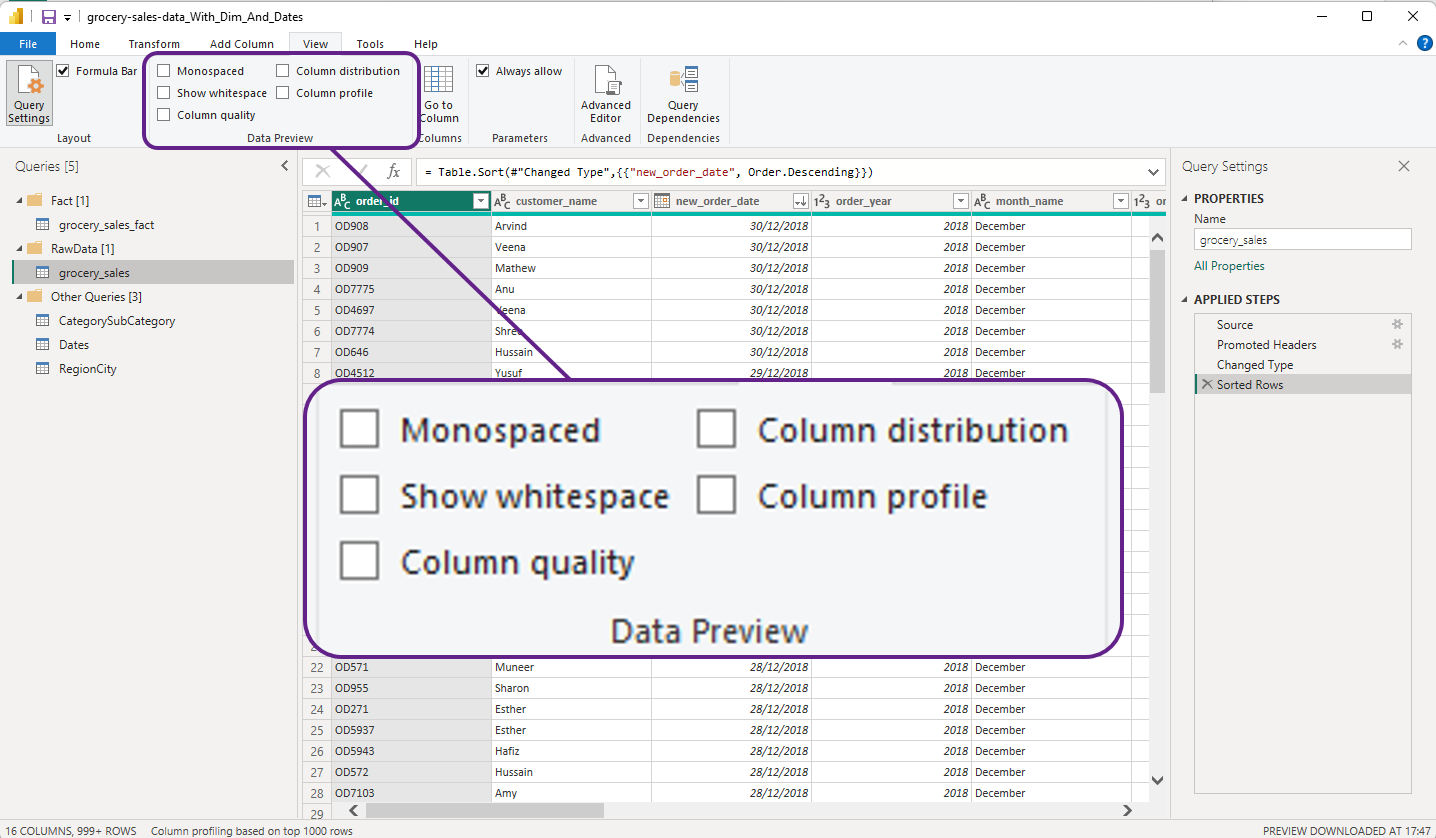 grocery-sales-data_With_Dim_And_Dates
File Home Transform Add Column View Tools Help
Query Settings
Formula Bar
Layout
Monospaced Column distribution
Show whitespace Column profile
Column quality
Data Preview
Go to Column
Columns
Always allow
Parameters
Advanced Editor
Advanced
Query Dependencies
Dependencies
Queries [5]
Fact [1]
grocery_sales_fact
RawData [1]
grocery_sales
Other Queries [3]
CategorySubCategory
Dates
RegionCity
fx = Table.Sort(#"Changed Type",{{"new_order_date", Order.Descending}})
ABC order_id ABC customer_name new_order_date 123 order_year ABC month_name 123 or
1 OD908 Arvind 30/12/2018 2018 December
2 OD907 Veena 30/12/2018 2018 December
3 OD909 Mathew 30/12/2018 2018 December
4 OD7775 Anu 30/12/2018 2018 December
5 OD4697 Veena 30/12/2018 2018 December
6 OD7774 30/12/2018 2018 December
7 OD646 Hussain 30/12/2018 2018 December
8 OD4512 Yusuf 29/12/2018 2018 December
Monospaced Column distribution
Show whitespace Column profile
Column quality
Data Preview
22 OD571 Muneer 28/12/2018 2018 December
23 OD955 Sharon 28/12/2018 2018 December
24 OD271 Esther 28/12/2018 2018 December
25 OD5937 Esther 28/12/2018 2018 December
26 OD5943 Hafiz 28/12/2018 2018 December
27 OD572 Hussain 28/12/2018 2018 December
28 OD7103 Amy 28/12/2018 2018 December
29
Query Settings
PROPERTIES
Name
grocery_sales
All Properties
APPLIED STEPS
Source
Promoted Headers
Changed Type
Sorted Rows
16 COLUMNS, 999+ ROWS Column profiling based on top 1000 rows PREVIEW DOWNLOADED AT 17:47